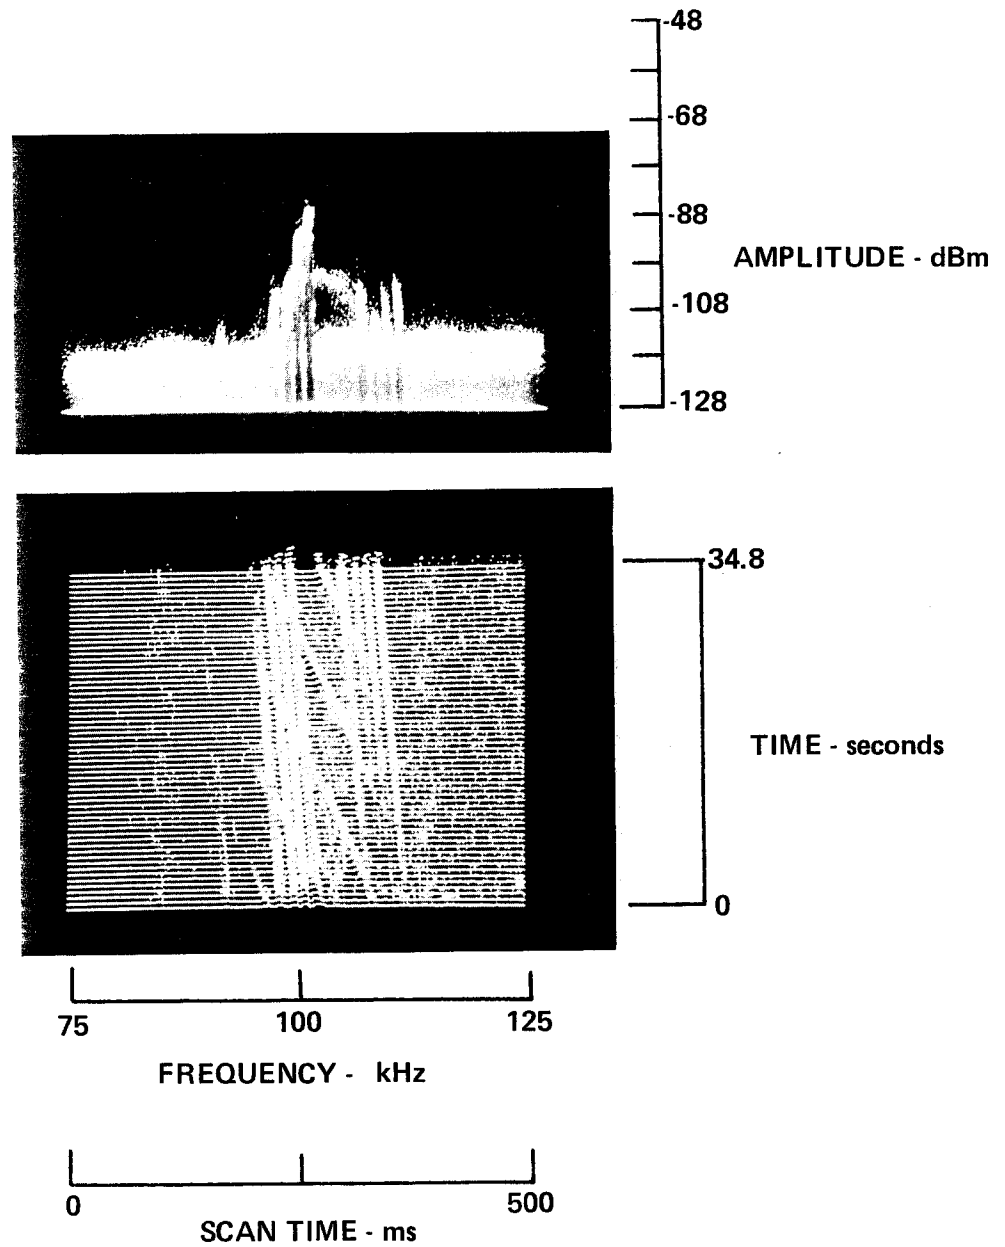 -48
-68
-88
AMPLITUDE - dBm
-108
-128
34.8
TIME - seconds
0
75 100 125
FREQUENCY - kHz
0 500
SCAN TIME - ms